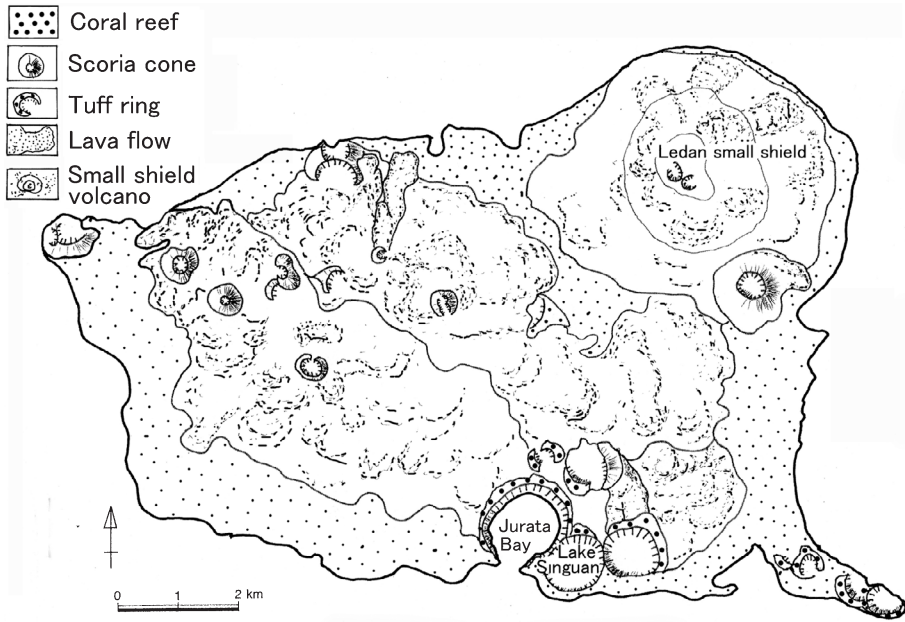 Coral reef
Scoria cone
Tuff ring
Lava flow
Small shield
volcano
Ledan small shield
Jurata
Bay
Lake
Singuan
0 1 2 km